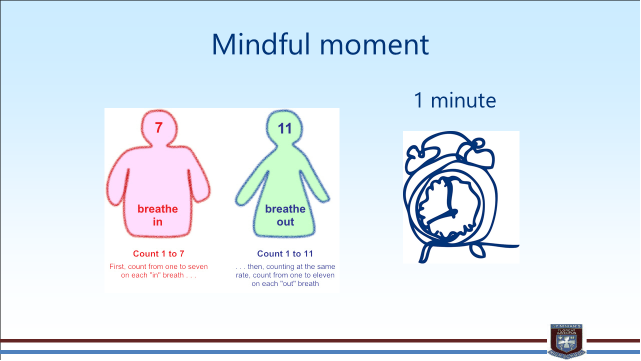 Mindful moment
1 minute
7
breathe
in
Count 1 to 7
First, count from one to seven
on each "in" breath . . .
11
breathe
out
Count 1 to 11
. . . then, counting at the same
rate, count from one to eleven
on each "out" breath